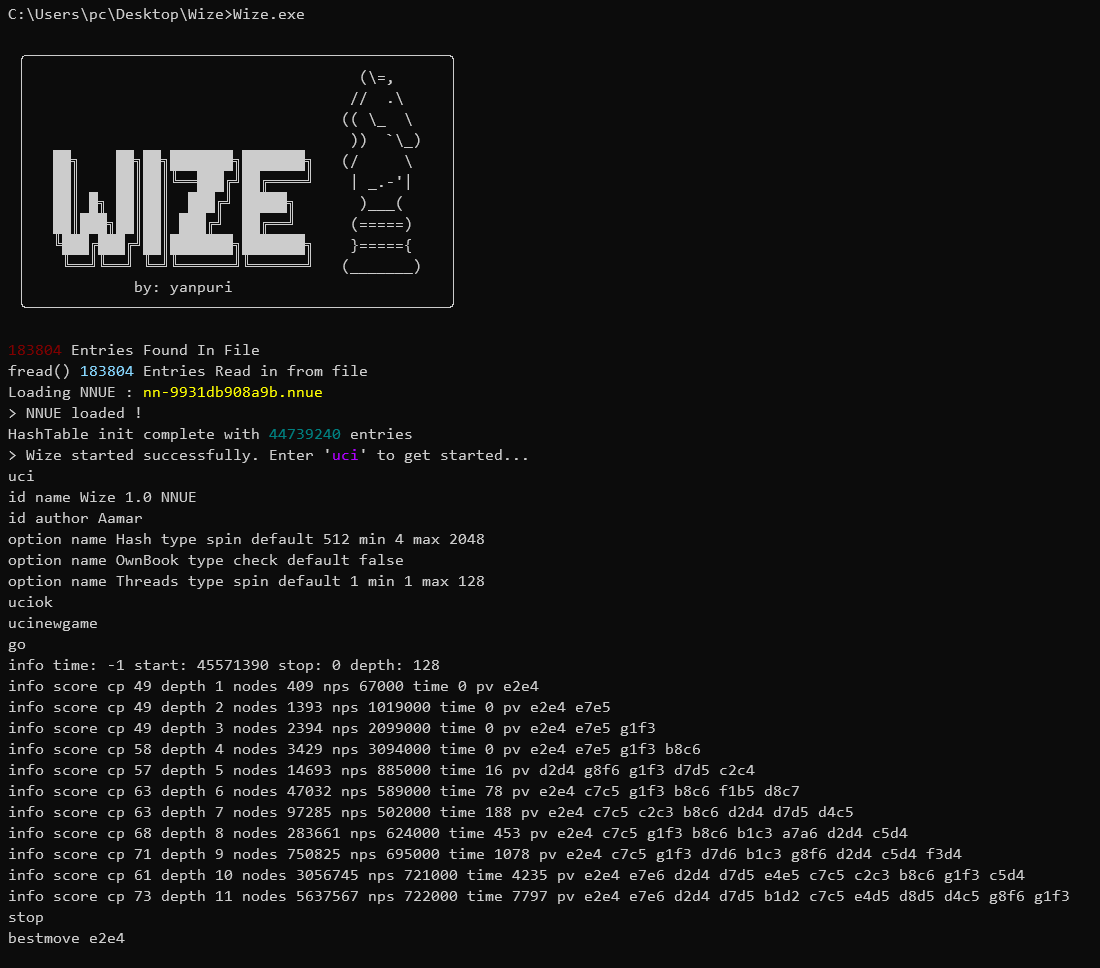 C:\Users\pc\Desktop\Wize>Wize.exe
WIZE
by: yanpuri
183804 Entries Found In File
fread() 183804 Entries Read in from file
Loading NNUE : nn-9931db908a9b.nnue
> NNUE loaded !
HashTable init complete with 44739240 entries
> Wize started successfully. Enter 'uci' to get started...
uci
id name Wize 1.0 NNUE
id author Aamar
option name Hash type spin default 512 min 4 max 2048
option name OwnBook type check default false
option name Threads type spin default 1 min 1 max 128
uciok
ucinewgame
go
info time: -1 start: 45571390 stop: 0 depth: 128
info score cp 49 depth 1 nodes 409 nps 67000 time 0 pv e2e4
info score cp 49 depth 2 nodes 1393 nps 1019000 time 0 pv e2e4 e7e5
info score cp 49 depth 3 nodes 2394 nps 2099000 time 0 pv e2e4 e7e5 g1f3
info score cp 58 depth 4 nodes 3429 nps 3094000 time 0 pv e2e4 e7e5 g1f3 b8c6
info score cp 57 depth 5 nodes 14693 nps 885000 time 16 pv d2d4 g8f6 g1f3 d7d5 c2c4
info score cp 63 depth 6 nodes 47032 nps 589000 time 78 pv e2e4 c7c5 g1f3 b8c6 f1b5 d8c7
info score cp 63 depth 7 nodes 97285 nps 502000 time 188 pv e2e4 c7c5 c2c3 b8c6 d2d4 d7d5 d4c5
info score cp 68 depth 8 nodes 283661 nps 624000 time 453 pv e2e4 c7c5 g1f3 b8c6 b1c3 a7a6 d2d4 c5d4
info score cp 71 depth 9 nodes 750825 nps 695000 time 1078 pv e2e4 c7c5 g1f3 d7d6 b1c3 g8f6 d2d4 c5d4 f3d4
info score cp 61 depth 10 nodes 3056745 nps 721000 time 4235 pv e2e4 e7e6 d2d4 d7d5 e4e5 c7c5 c2c3 b8c6 g1f3 c5d4
info score cp 73 depth 11 nodes 5637567 nps 722000 time 7797 pv e2e4 e7e6 d2d4 d7d5 b1d2 c7c5 e4d5 d8d5 d4c5 g8f6 g1f3
stop
bestmove e2e4